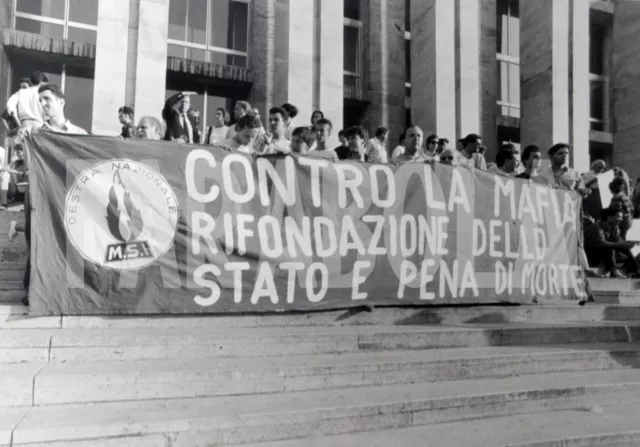 DESTRA NAZIONALE
M.S.I
CONTRO LA MAFIA
RIFONDAZIONE DELLO
STATO E PENA DI MORTE